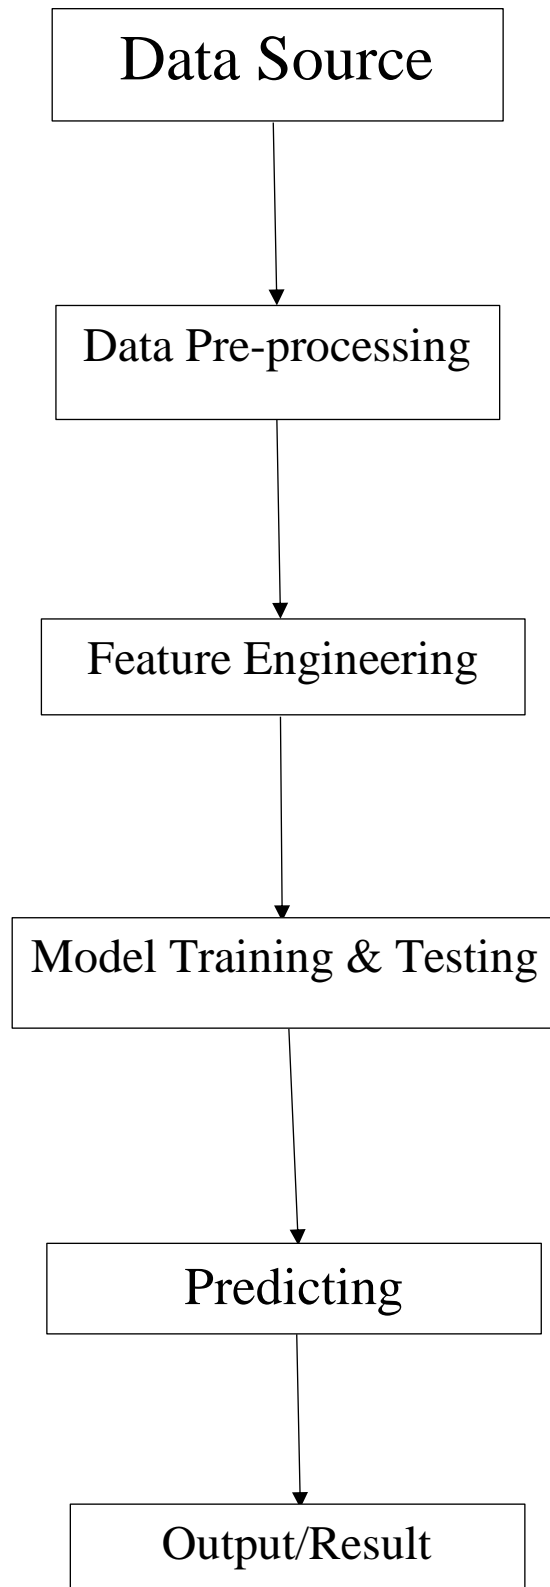 Data Source
Data Pre-processing
Feature Engineering
Model Training & Testing
Predicting
Output/Result